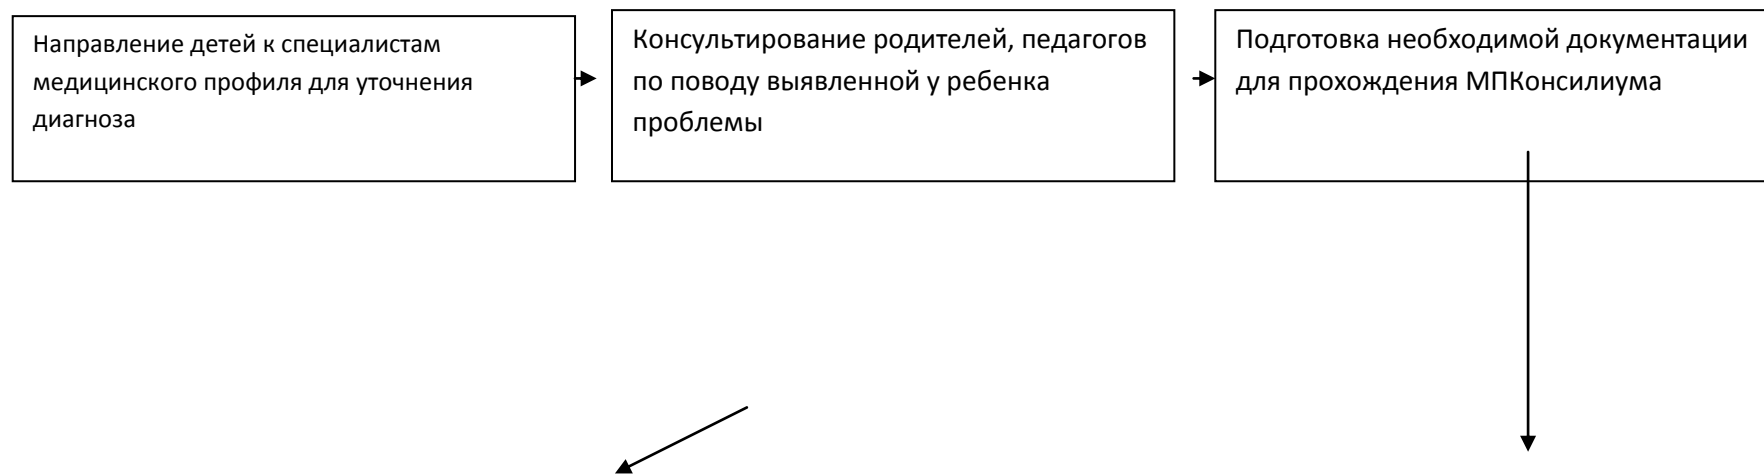 Направление детей к специалистам
медицинского профиля для уточнения
диагноза
Консультирование родителей, педагогов
по поводу выявленной у ребенка
проблемы
Подготовка необходимой документации
для прохождения МПКонсилиума